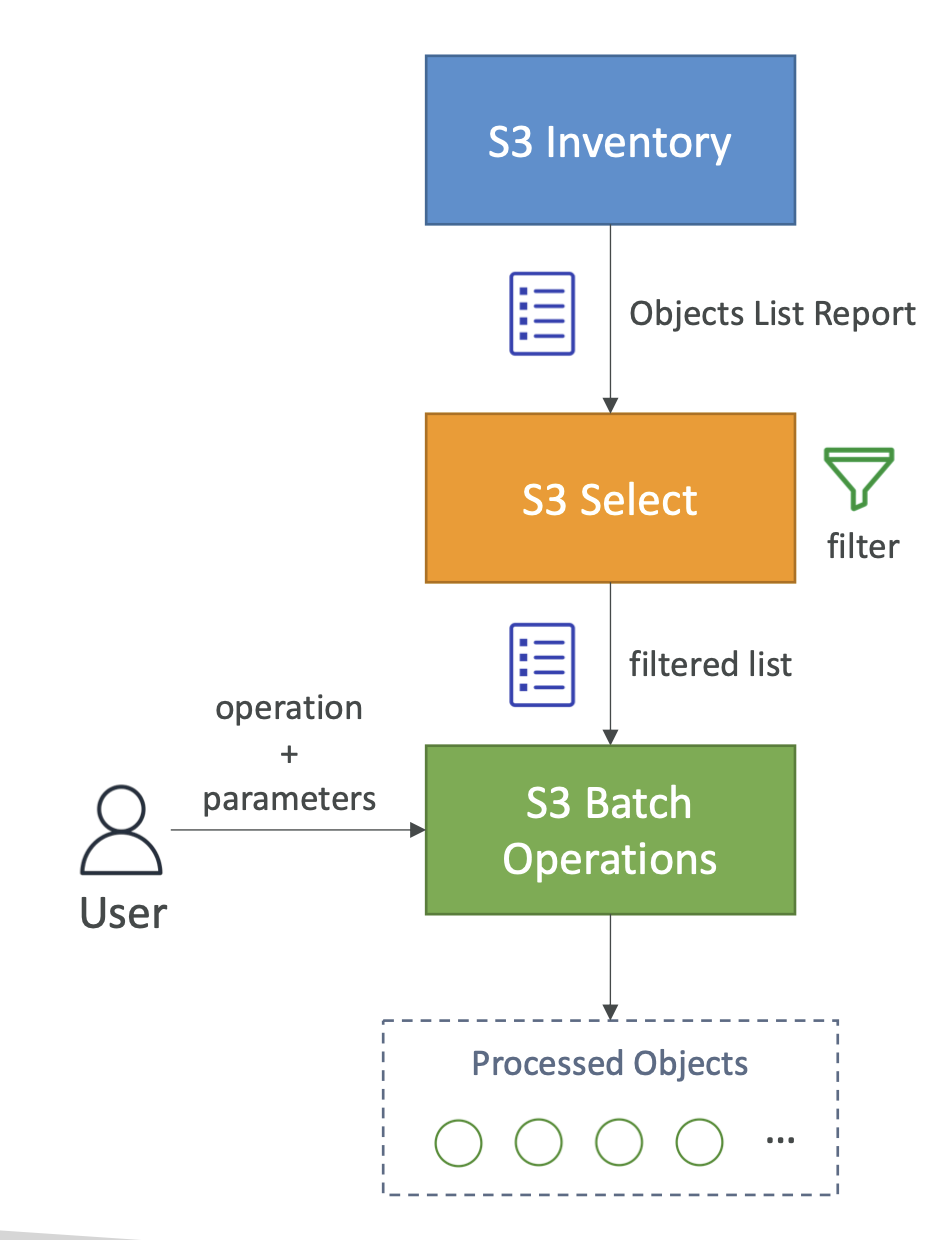 S3 Inventory
Objects List Report
S3 Select
filter
filtered list
operation
+
parameters
User
S3 Batch
Operations
Processed Objects
...